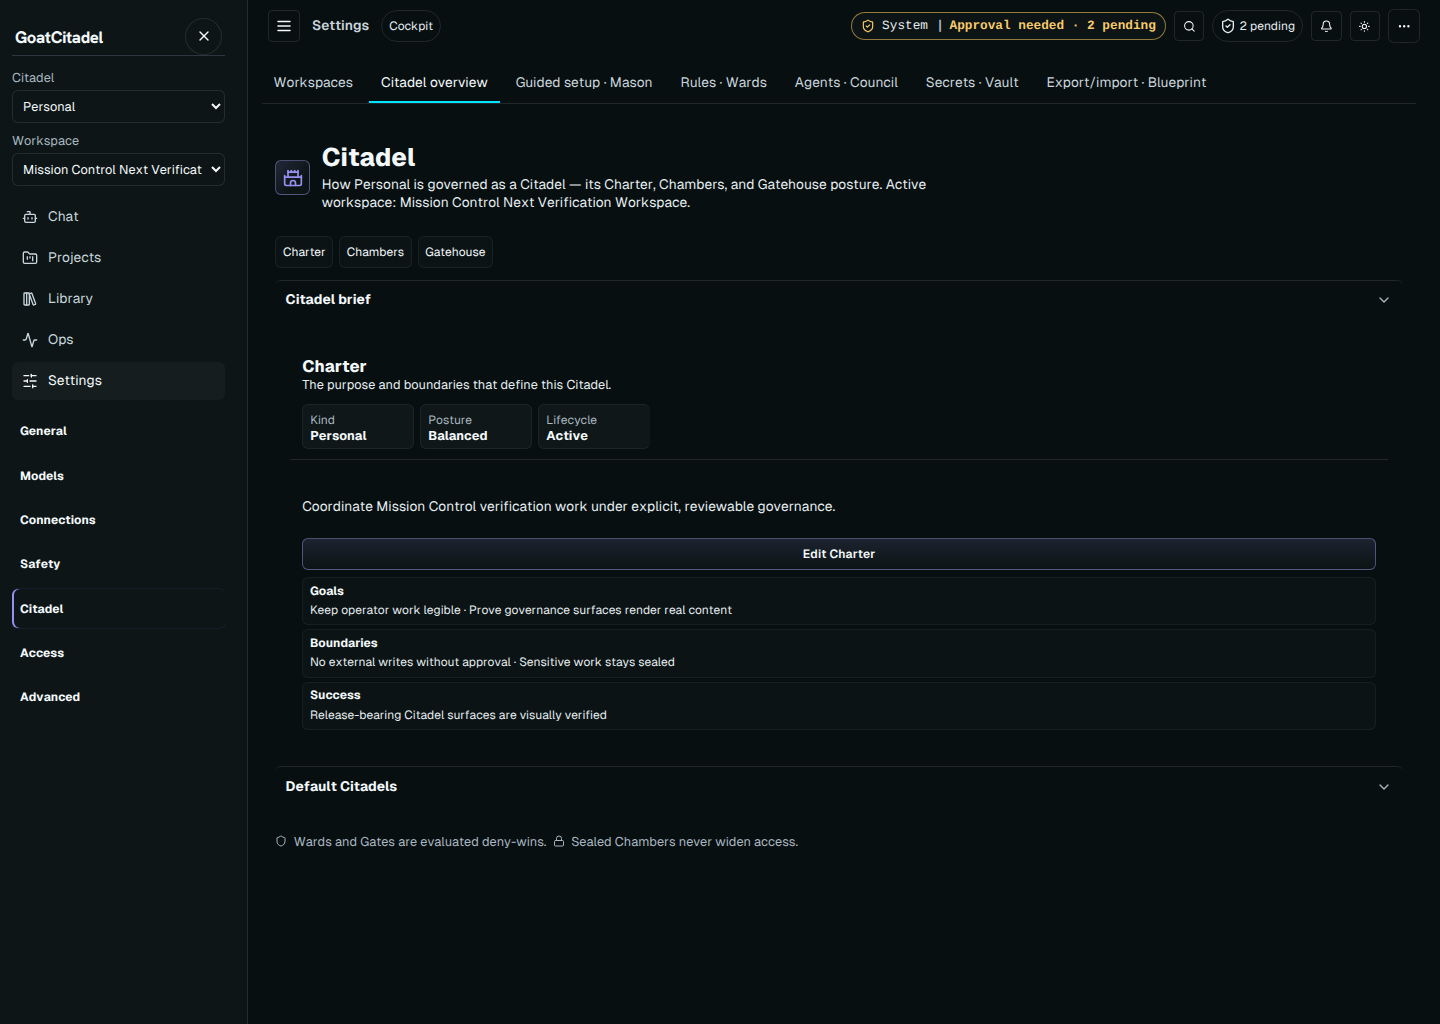 GoatCitadel
Citadel
Personal
Workspace
Mission Control Next Verificat
Chat
Projects
Library
Ops
Settings
General
Models
Connections
Safety
Citadel
Access
Advanced
Settings
Cockpit
System | Approval needed · 2 pending
2 pending
Workspaces
Citadel overview
Guided setup · Mason
Rules · Wards
Agents · Council
Secrets · Vault
Export/import · Blueprint
Citadel
How Personal is governed as a Citadel — its Charter, Chambers, and Gatehouse posture. Active
workspace: Mission Control Next Verification Workspace.
Charter
Chambers
Gatehouse
Citadel brief
Charter
The purpose and boundaries that define this Citadel.
Kind
Personal
Posture
Balanced
Lifecycle
Active
Coordinate Mission Control verification work under explicit, reviewable governance.
Edit Charter
Goals
Keep operator work legible · Prove governance surfaces render real content
Boundaries
No external writes without approval · Sensitive work stays sealed
Success
Release-bearing Citadel surfaces are visually verified
Default Citadels
Wards and Gates are evaluated deny-wins.
Sealed Chambers never widen access.